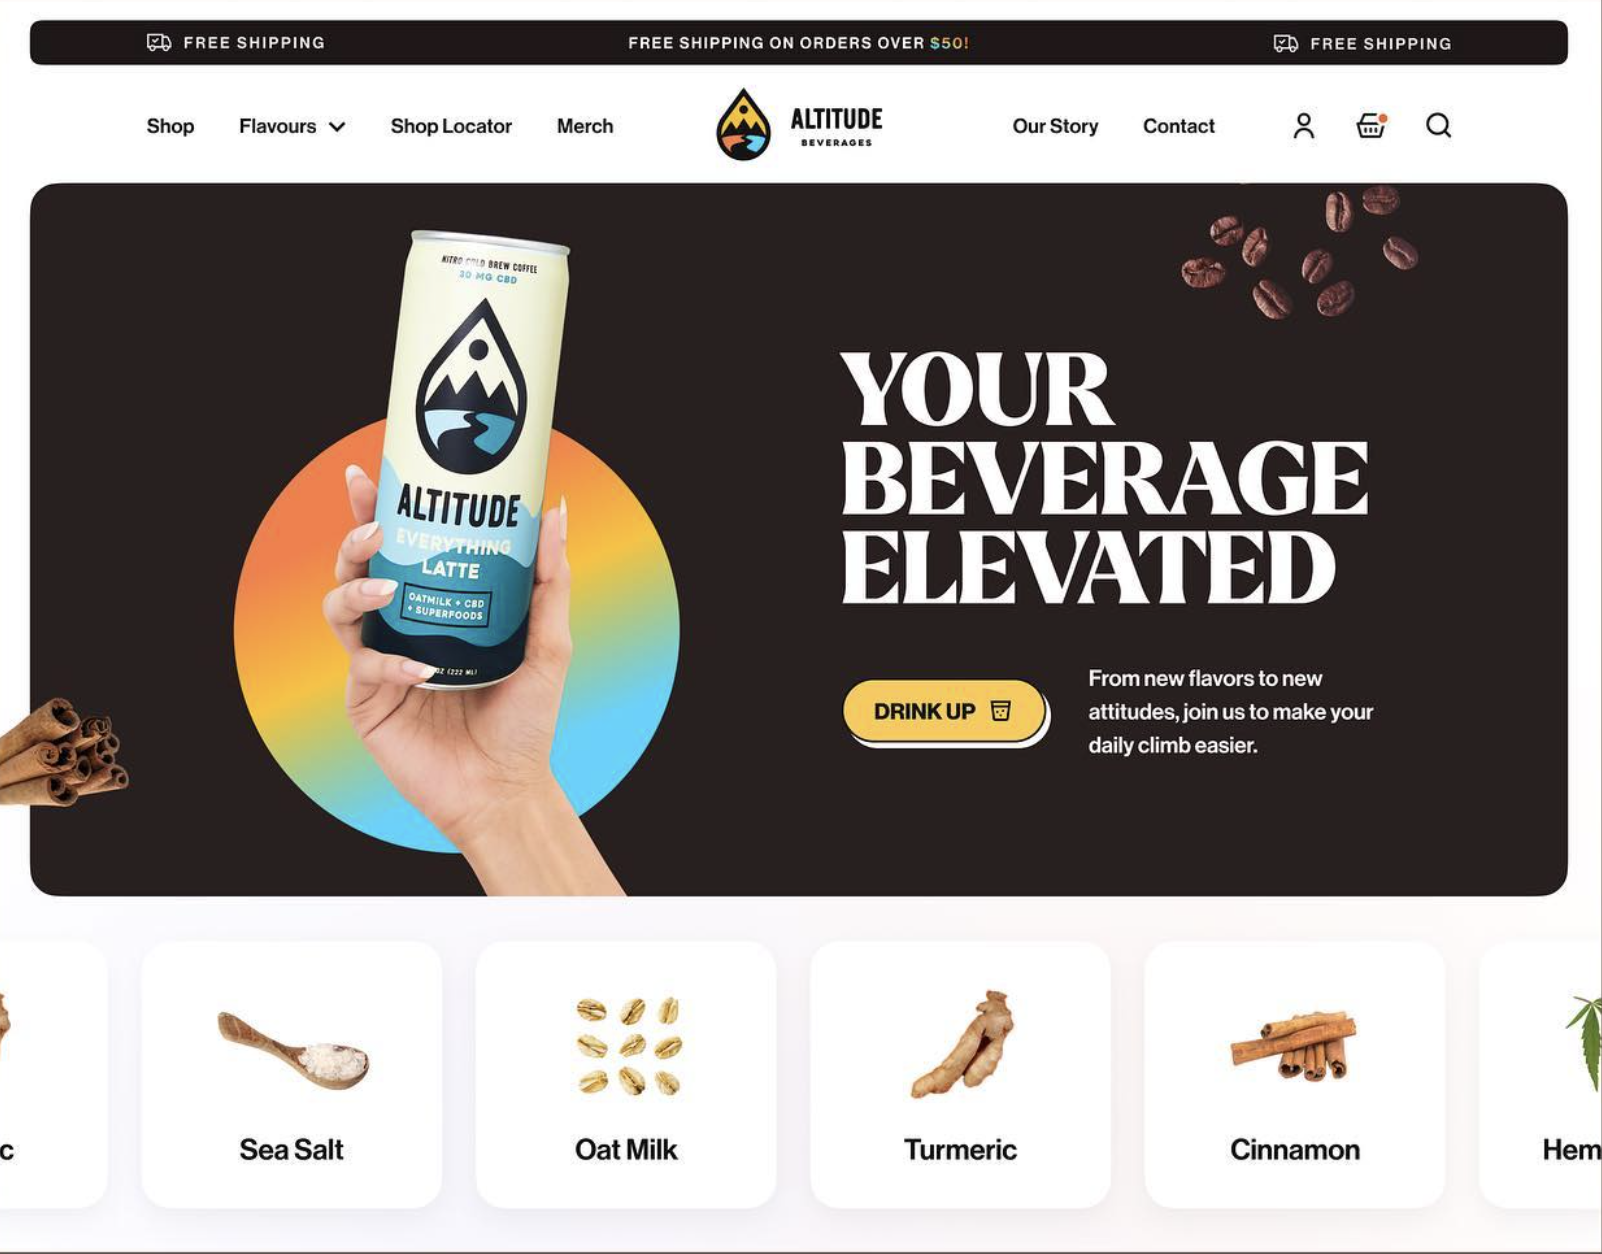 FREE SHIPPING
FREE SHIPPING ON ORDERS OVER $50!
FREE SHIPPING
Shop
Flavours
Shop Locator
Merch
ALTITUDE
BEVERAGES
Our Story
Contact
NITRO COLD BREW COFFEE
30 MG CBD
ALTITUDE
EVERYTHING
LATTE
OATMILK + CBD
+ SUPERFOODS
OZ (222 ML)
YOUR
BEVERAGE
ELEVATED
DRINK UP
From new flavors to new
attitudes, join us to make your
daily climb easier.
c
Sea Salt
Oat Milk
Turmeric
Cinnamon
Hem